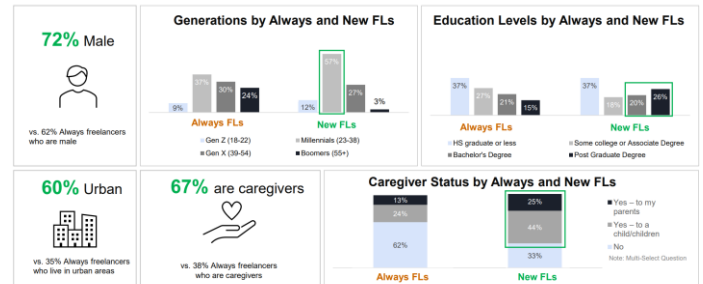 72% Male
vs. 62% Always freelancers
who are male
Generations by Always and New FLs
9%
37%
30%
24%
12%
57%
27%
3%
Always FLs
New FLs
Gen Z (18-22)
Millennials (23-38)
Gen X (39-54)
Boomers (55+)
Education Levels by Always and New FLs
37%
27%
21%
15%
37%
18%
20%
26%
Always FLs
New FLs
HS graduate or less
Some college or Associate Degree
Bachelor's Degree
Post Graduate Degree
60% Urban
vs. 35% Always freelancers
who live in urban areas
67% are caregivers
vs. 38% Always freelancers
who are caregivers
Caregiver Status by Always and New FLs
13%
24%
62%
25%
44%
33%
Always FLs
New FLs
Yes – to my
parents
Yes – to a
child/children
No
Note: Multi-Select Question